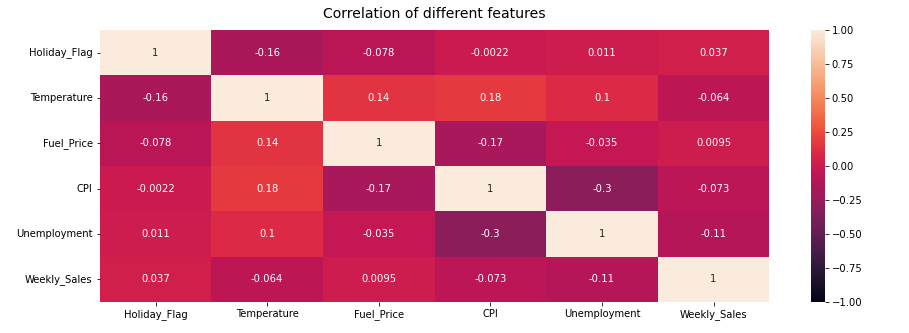 Correlation of different features
Holiday_Flag 1 -0.16 -0.078 -0.0022 0.011 0.037
Temperature -0.16 1 0.14 0.18 0.1 -0.064
Fuel_Price -0.078 0.14 1 -0.17 -0.035 0.0095
CPI -0.0022 0.18 -0.17 1 -0.3 -0.073
Unemployment 0.011 0.1 -0.035 -0.3 1 -0.11
Weekly_Sales 0.037 -0.064 0.0095 -0.073 -0.11 1
Holiday_Flag Temperature Fuel_Price CPI Unemployment Weekly_Sales
1.00
0.75
0.50
0.25
0.00
−0.25
−0.50
−0.75
−1.00